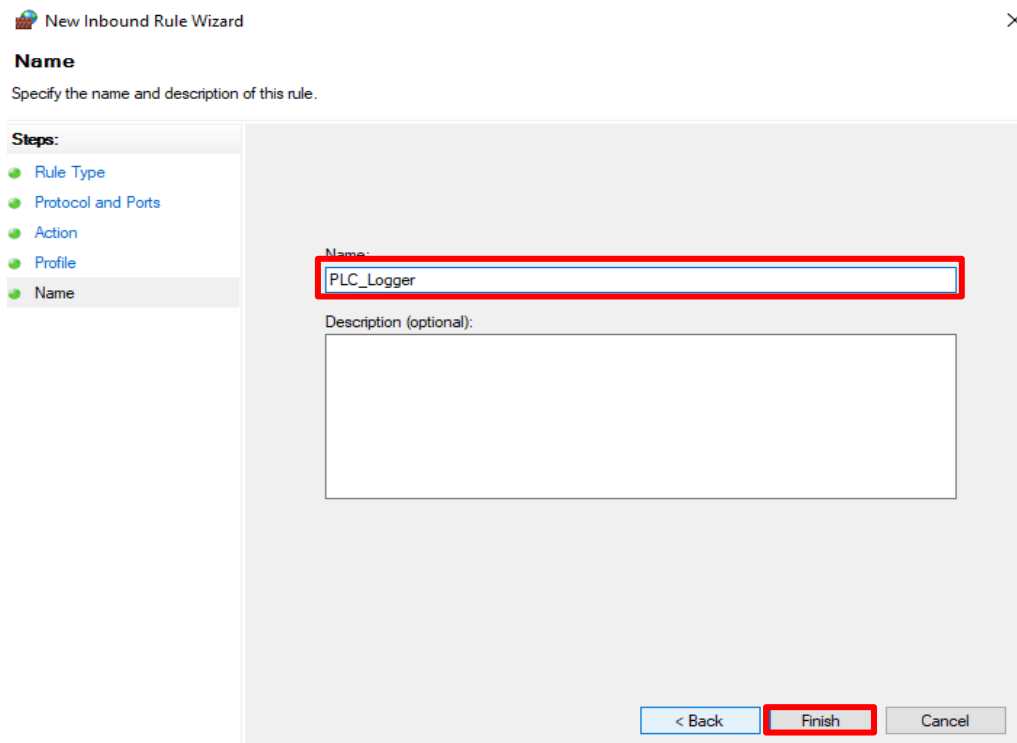 New Inbound Rule Wizard
Name
Specify the name and description of this rule.
Steps:
Rule Type
Protocol and Ports
Action
Profile
Name
Name:
PLC_Logger
Description (optional):
< Back
Finish
Cancel